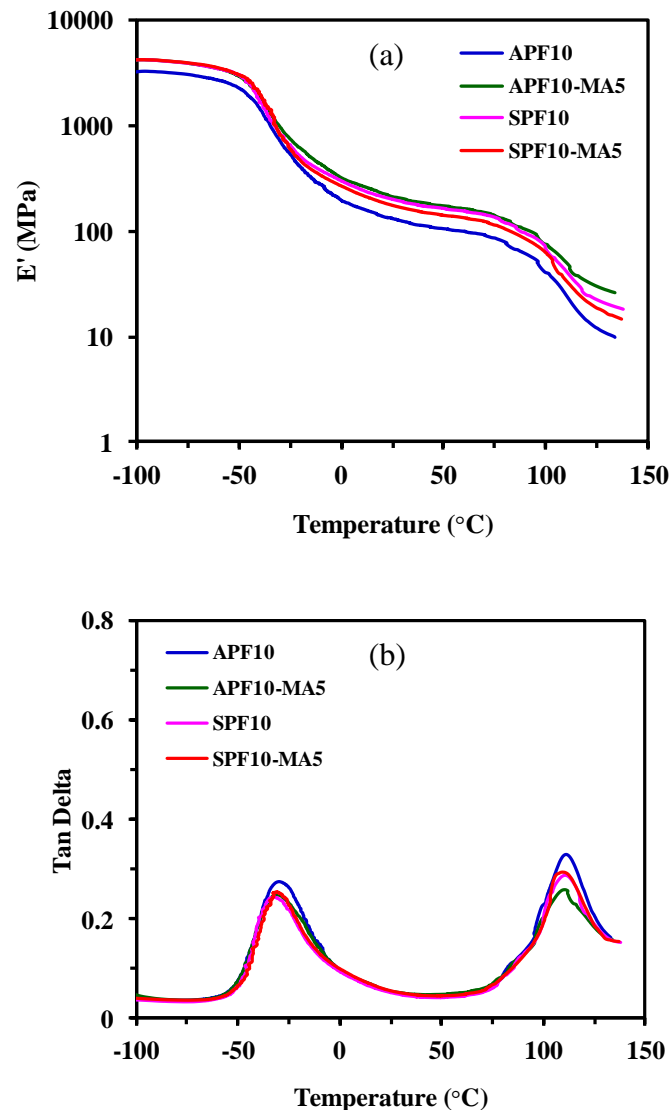 10000
1000
100
10
1
E' (MPa)
(a)
APF10
APF10-MA5
SPF10
SPF10-MA5
-100
-50
0
50
100
150
Temperature (°C)
0.8
0.6
0.4
0.2
0
Tan Delta
(b)
APF10
APF10-MA5
SPF10
SPF10-MA5
-100
-50
0
50
100
150
Temperature (°C)